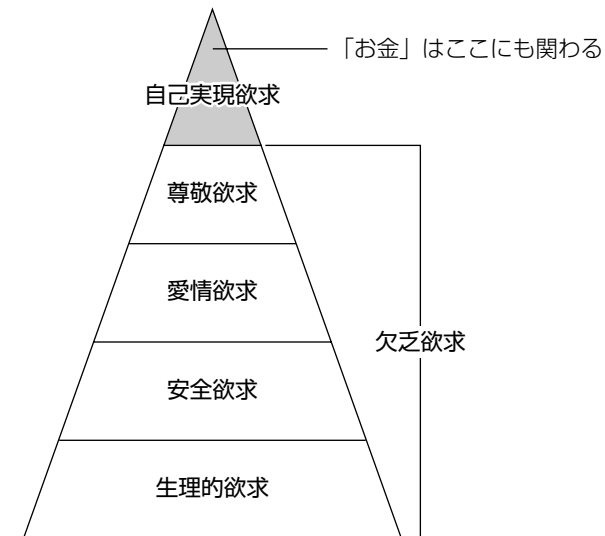 「お金」はここにも関わる
自己実現欲求
尊敬欲求
愛情欲求
欠乏欲求
安全欲求
生理的欲求